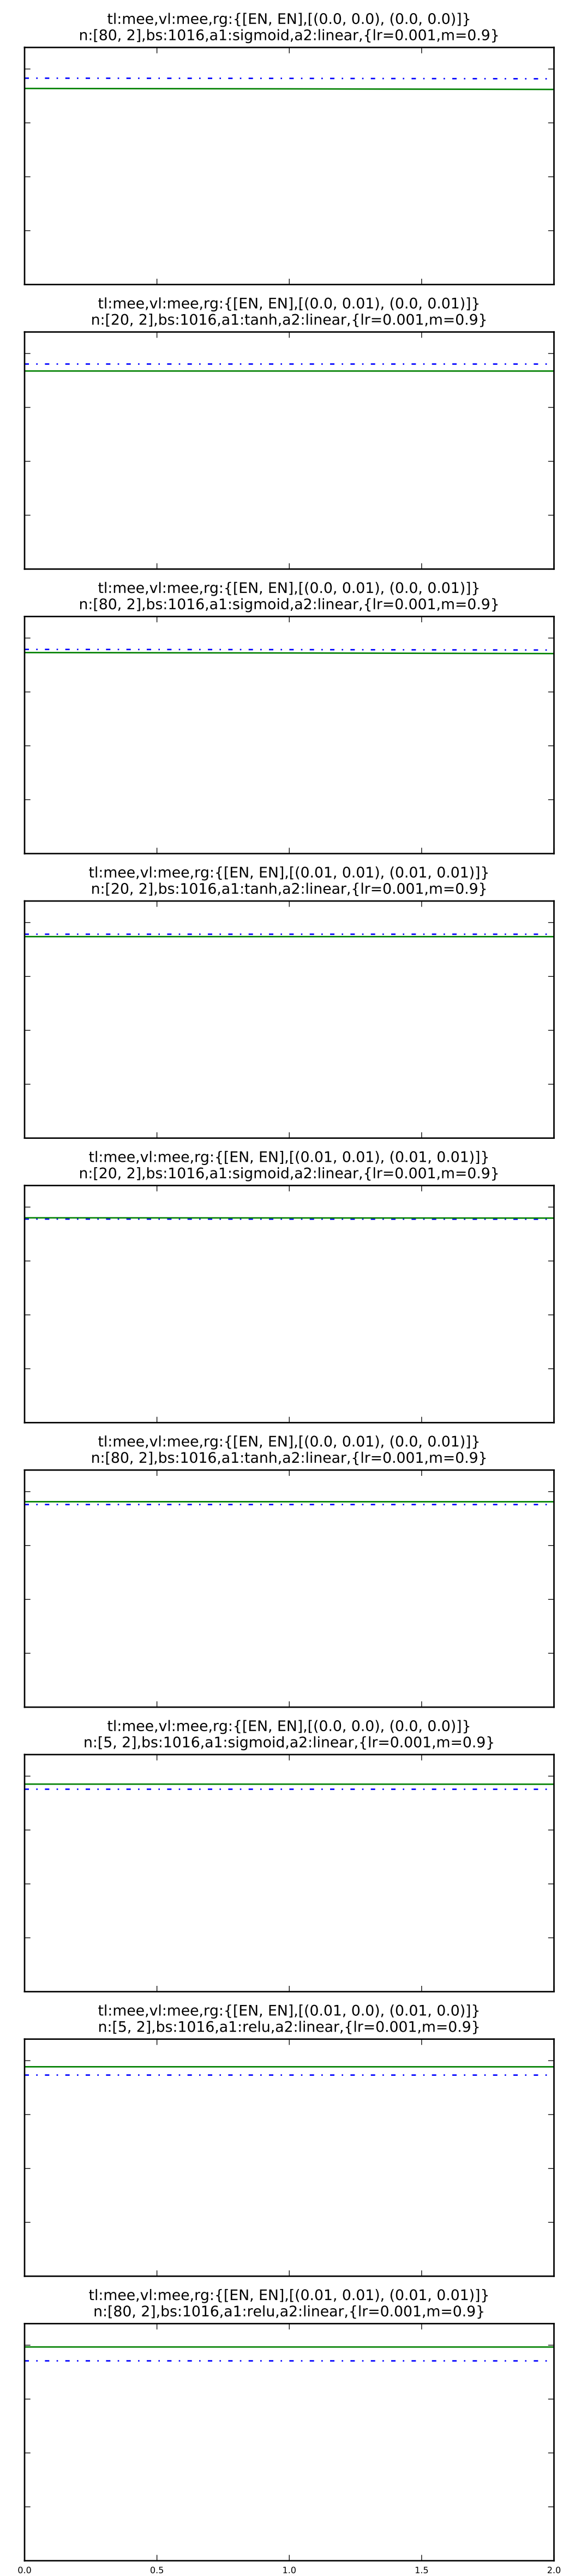 tl:mee,vl:mee,rg:{[EN, EN],[(0.0, 0.0), (0.0, 0.0)]}
n:[80, 2],bs:1016,a1:sigmoid,a2:linear,{lr=0.001,m=0.9}
tl:mee,vl:mee,rg:{[EN, EN],[(0.0, 0.01), (0.0, 0.01)]}
n:[20, 2],bs:1016,a1:tanh,a2:linear,{lr=0.001,m=0.9}
tl:mee,vl:mee,rg:{[EN, EN],[(0.0, 0.01), (0.0, 0.01)]}
n:[80, 2],bs:1016,a1:sigmoid,a2:linear,{lr=0.001,m=0.9}
tl:mee,vl:mee,rg:{[EN, EN],[(0.01, 0.01), (0.01, 0.01)]}
n:[20, 2],bs:1016,a1:tanh,a2:linear,{lr=0.001,m=0.9}
tl:mee,vl:mee,rg:{[EN, EN],[(0.01, 0.01), (0.01, 0.01)]}
n:[20, 2],bs:1016,a1:sigmoid,a2:linear,{lr=0.001,m=0.9}
tl:mee,vl:mee,rg:{[EN, EN],[(0.0, 0.01), (0.0, 0.01)]}
n:[80, 2],bs:1016,a1:tanh,a2:linear,{lr=0.001,m=0.9}
tl:mee,vl:mee,rg:{[EN, EN],[(0.0, 0.0), (0.0, 0.0)]}
n:[5, 2],bs:1016,a1:sigmoid,a2:linear,{lr=0.001,m=0.9}
tl:mee,vl:mee,rg:{[EN, EN],[(0.01, 0.0), (0.01, 0.0)]}
n:[5, 2],bs:1016,a1:relu,a2:linear,{lr=0.001,m=0.9}
tl:mee,vl:mee,rg:{[EN, EN],[(0.01, 0.01), (0.01, 0.01)]}
n:[80, 2],bs:1016,a1:relu,a2:linear,{lr=0.001,m=0.9}
0.0 0.5 1.0 1.5 2.0